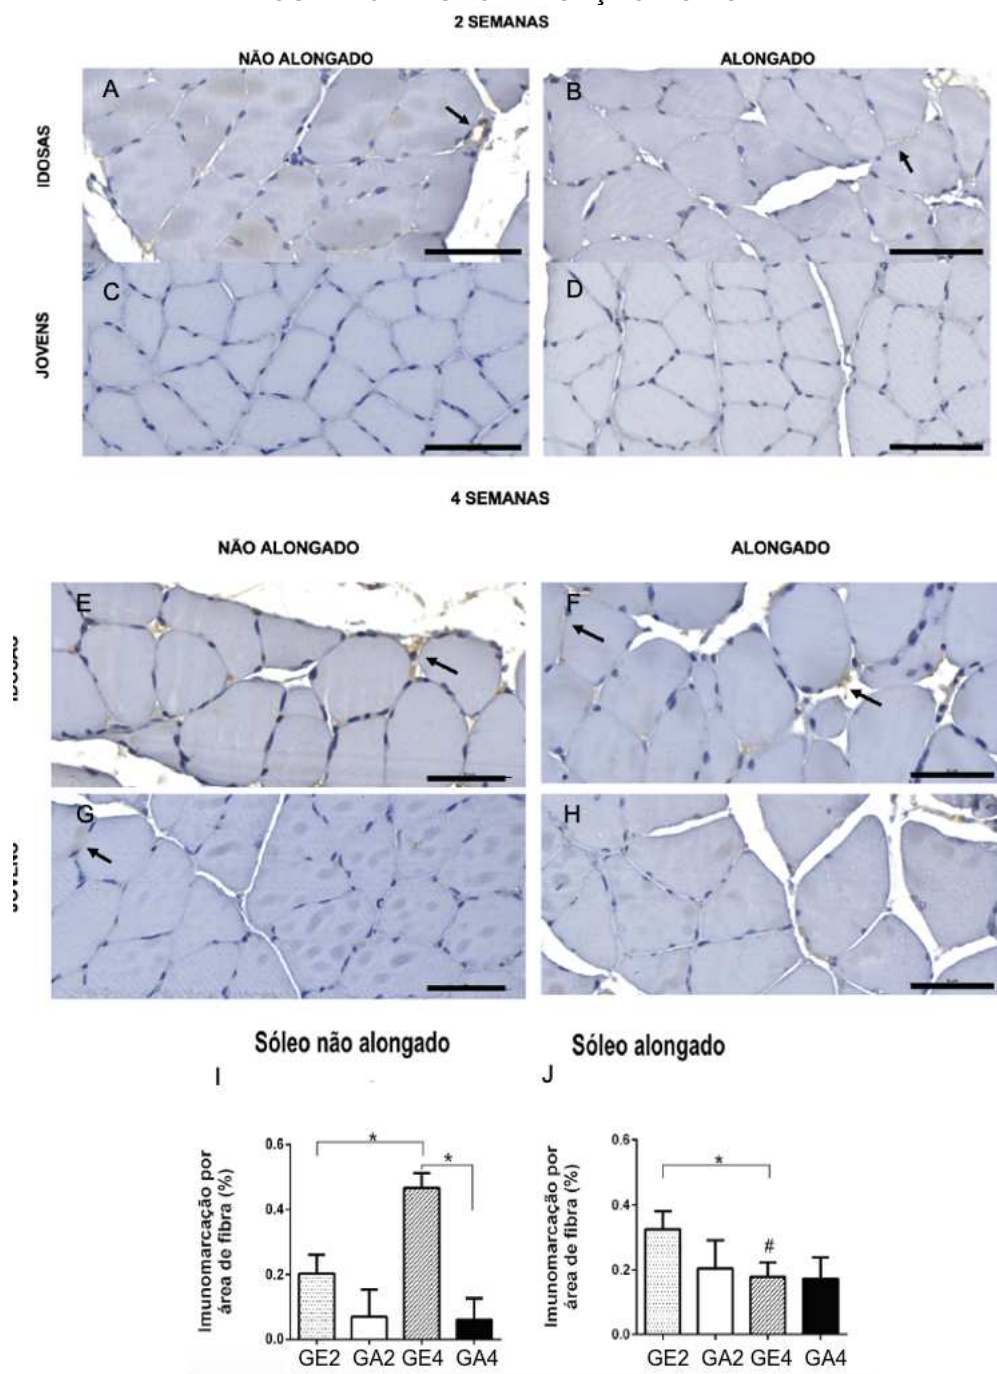 2 SEMANAS
NÃO ALONGADO ALONGADO
IDOSAS
A B
JOVENS
C D
4 SEMANAS
NÃO ALONGADO ALONGADO
E F
G H
Sóleo não alongado Sóleo alongado
I J
Imunomarcação por
área de fibra (%)
0.6
0.4
0.2
0.0
* *
GE2 GA2 GE4 GA4
Imunomarcação por
área de fibra (%)
0.6
0.4
0.2
0.0
*
#
GE2 GA2 GE4 GA4